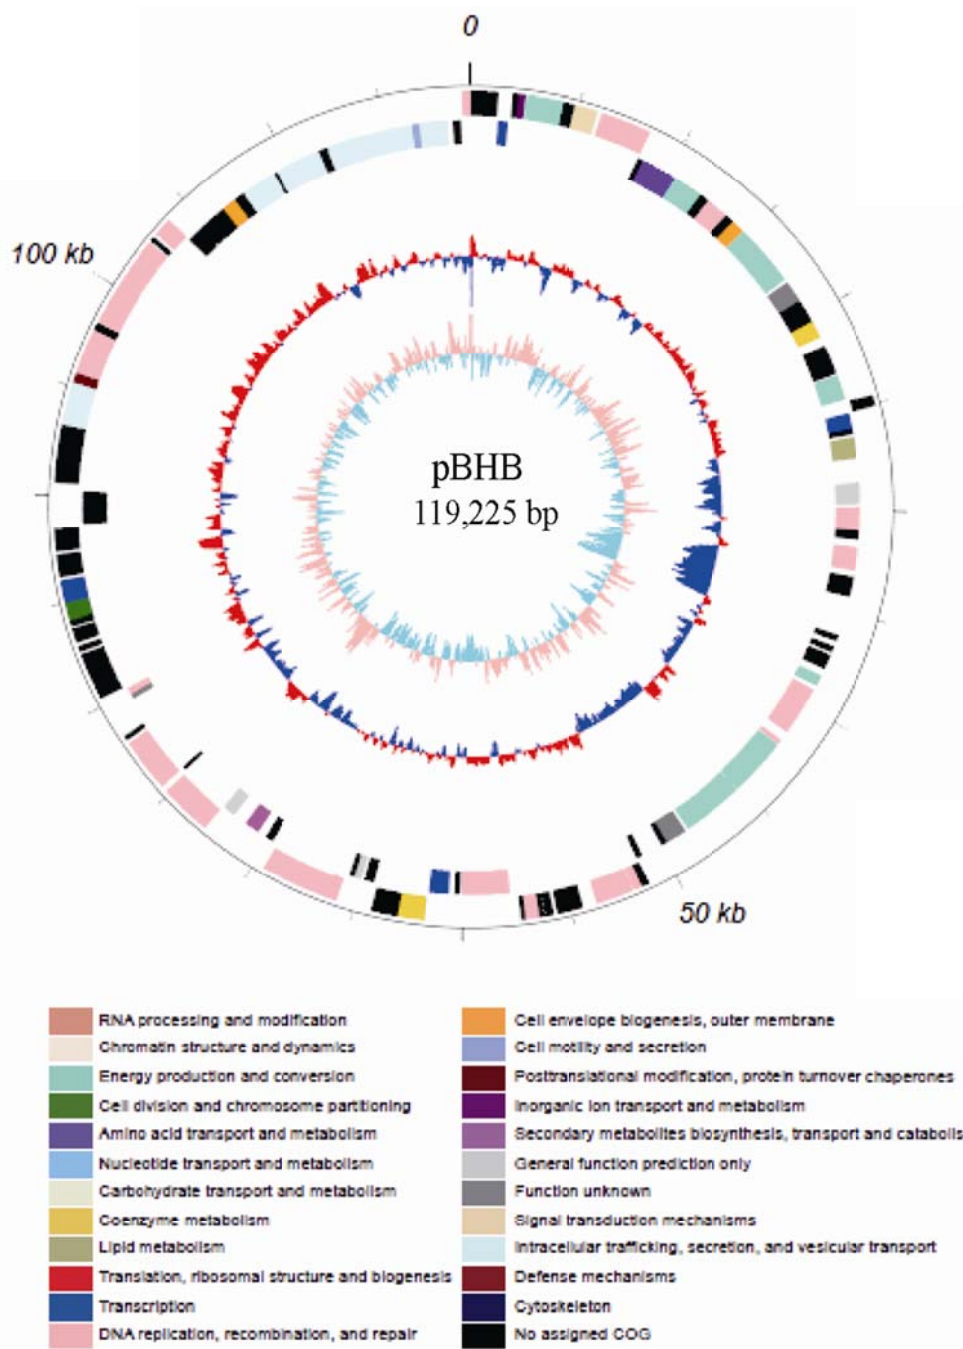 0
100 kb
pBHB
119,225 bp
50 kb
RNA processing and modification
Chromatin structure and dynamics
Energy production and conversion
Cell division and chromosome partitioning
Amino acid transport and metabolism
Nucleotide transport and metabolism
Carbohydrate transport and metabolism
Coenzyme metabolism
Lipid metabolism
Translation, ribosomal structure and biogenesis
Transcription
DNA replication, recombination, and repair
Cell envelope biogenesis, outer membrane
Cell motility and secretion
Posttranslational modification, protein turnover chaperones
Inorganic ion transport and metabolism
Secondary metabolites biosynthesis, transport and catabolis
General function prediction only
Function unknown
Signal transduction mechanisms
Intracellular trafficking, secretion, and vesicular transport
Defense mechanisms
Cytoskeleton
No assigned COG